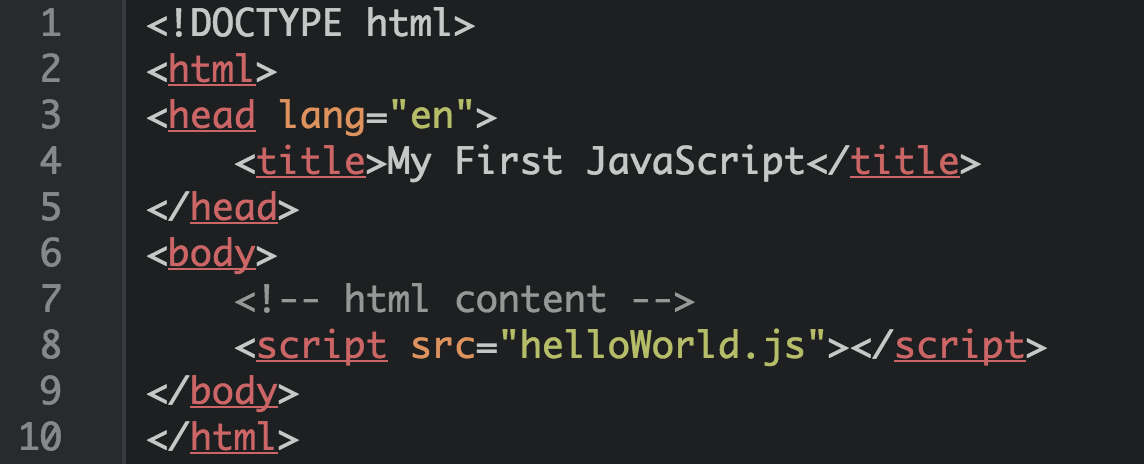 1 <!DOCTYPE html>
2 <html>
3 <head lang="en">
4     <title>My First JavaScript</title>
5 </head>
6 <body>
7     <!-- html content -->
8     <script src="helloWorld.js"></script>
9 </body>
10 </html>